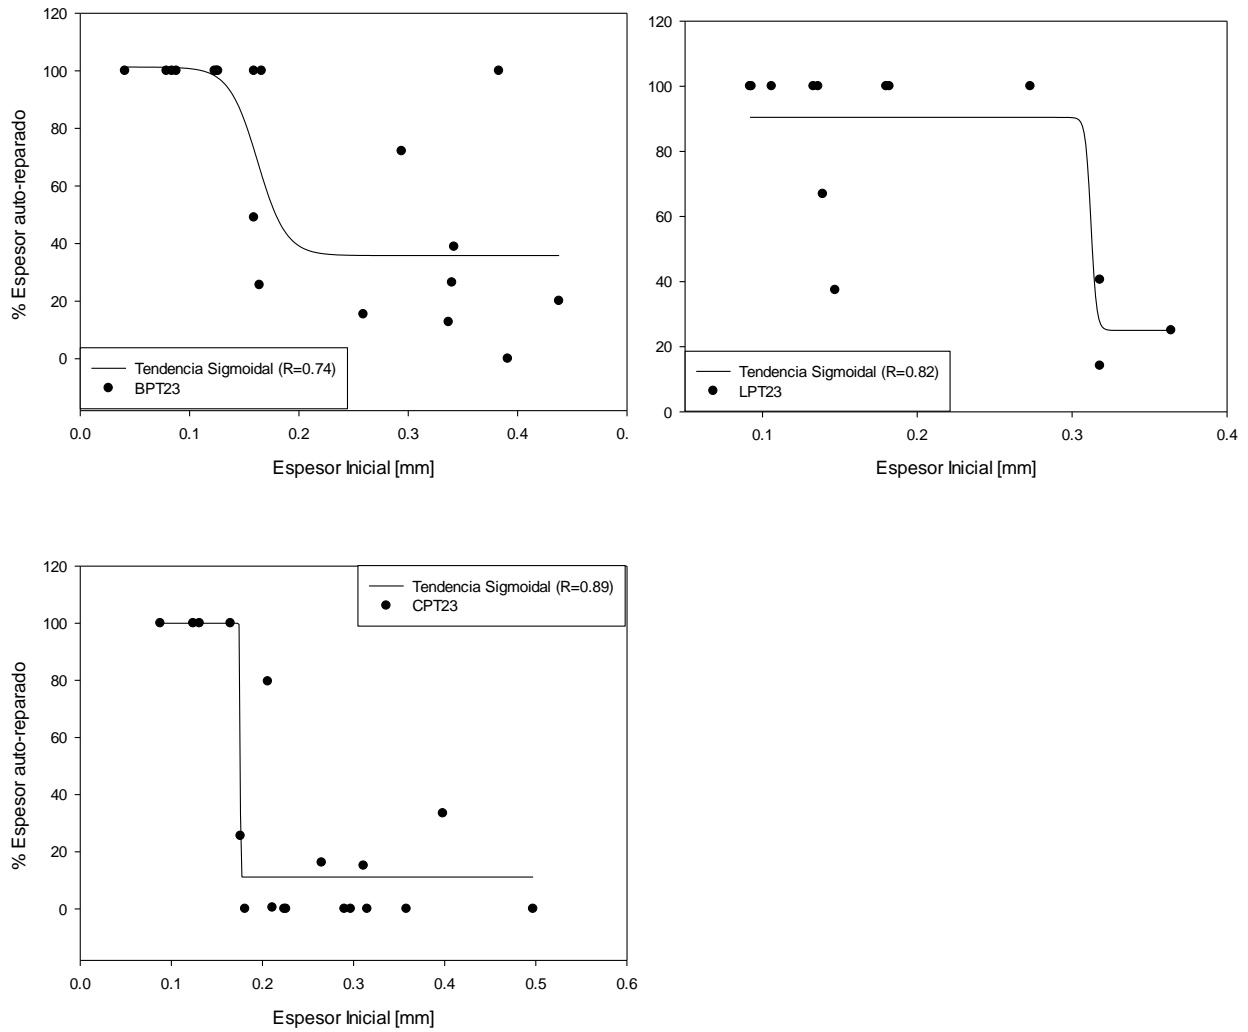 120
100
80
60
40
20
0
% Espesor auto-reparado
Tendencia Sigmoidal (R=0.74)
BPT23
0.0 0.1 0.2 0.3 0.4 0.
Espesor Inicial [mm]
120
100
80
60
40
20
0
Tendencia Sigmoidal (R=0.82)
LPT23
0.1 0.2 0.3 0.4
Espesor Inicial [mm]
120
100
80
60
40
20
0
% Espesor auto-reparado
Tendencia Sigmoidal (R=0.89)
CPT23
0.0 0.1 0.2 0.3 0.4 0.5 0.6
Espesor Inicial [mm]